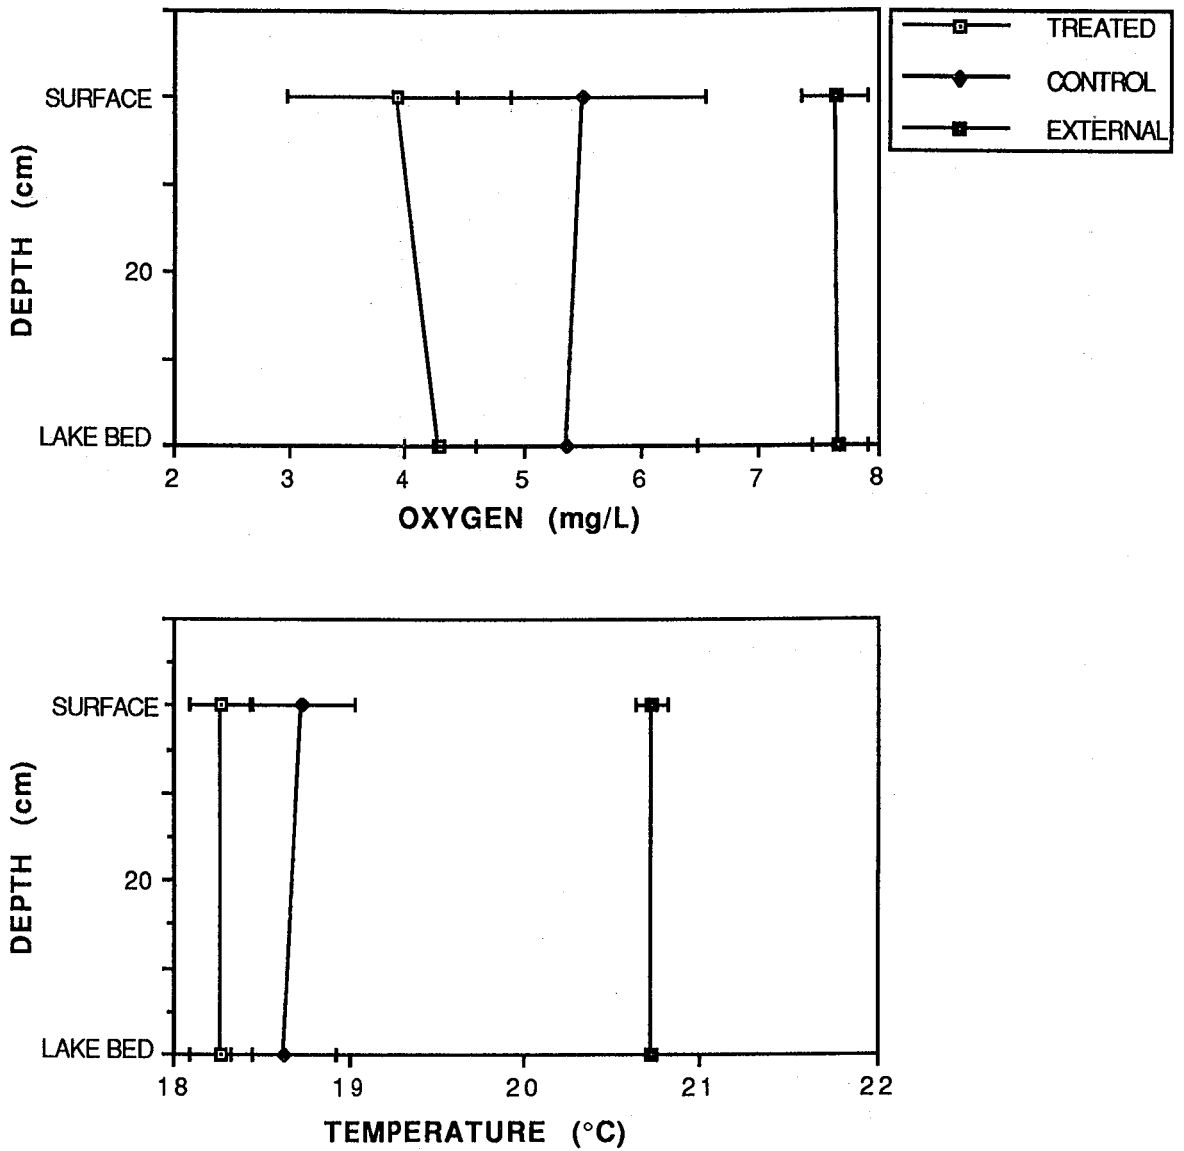 TREATED
CONTROL
EXTERNAL
DEPTH (cm)
SURFACE
20
LAKE BED
2 3 4 5 6 7 8
OXYGEN (mg/L)
DEPTH (cm)
SURFACE
20
LAKE BED
18 19 20 21 22
TEMPERATURE (°C)